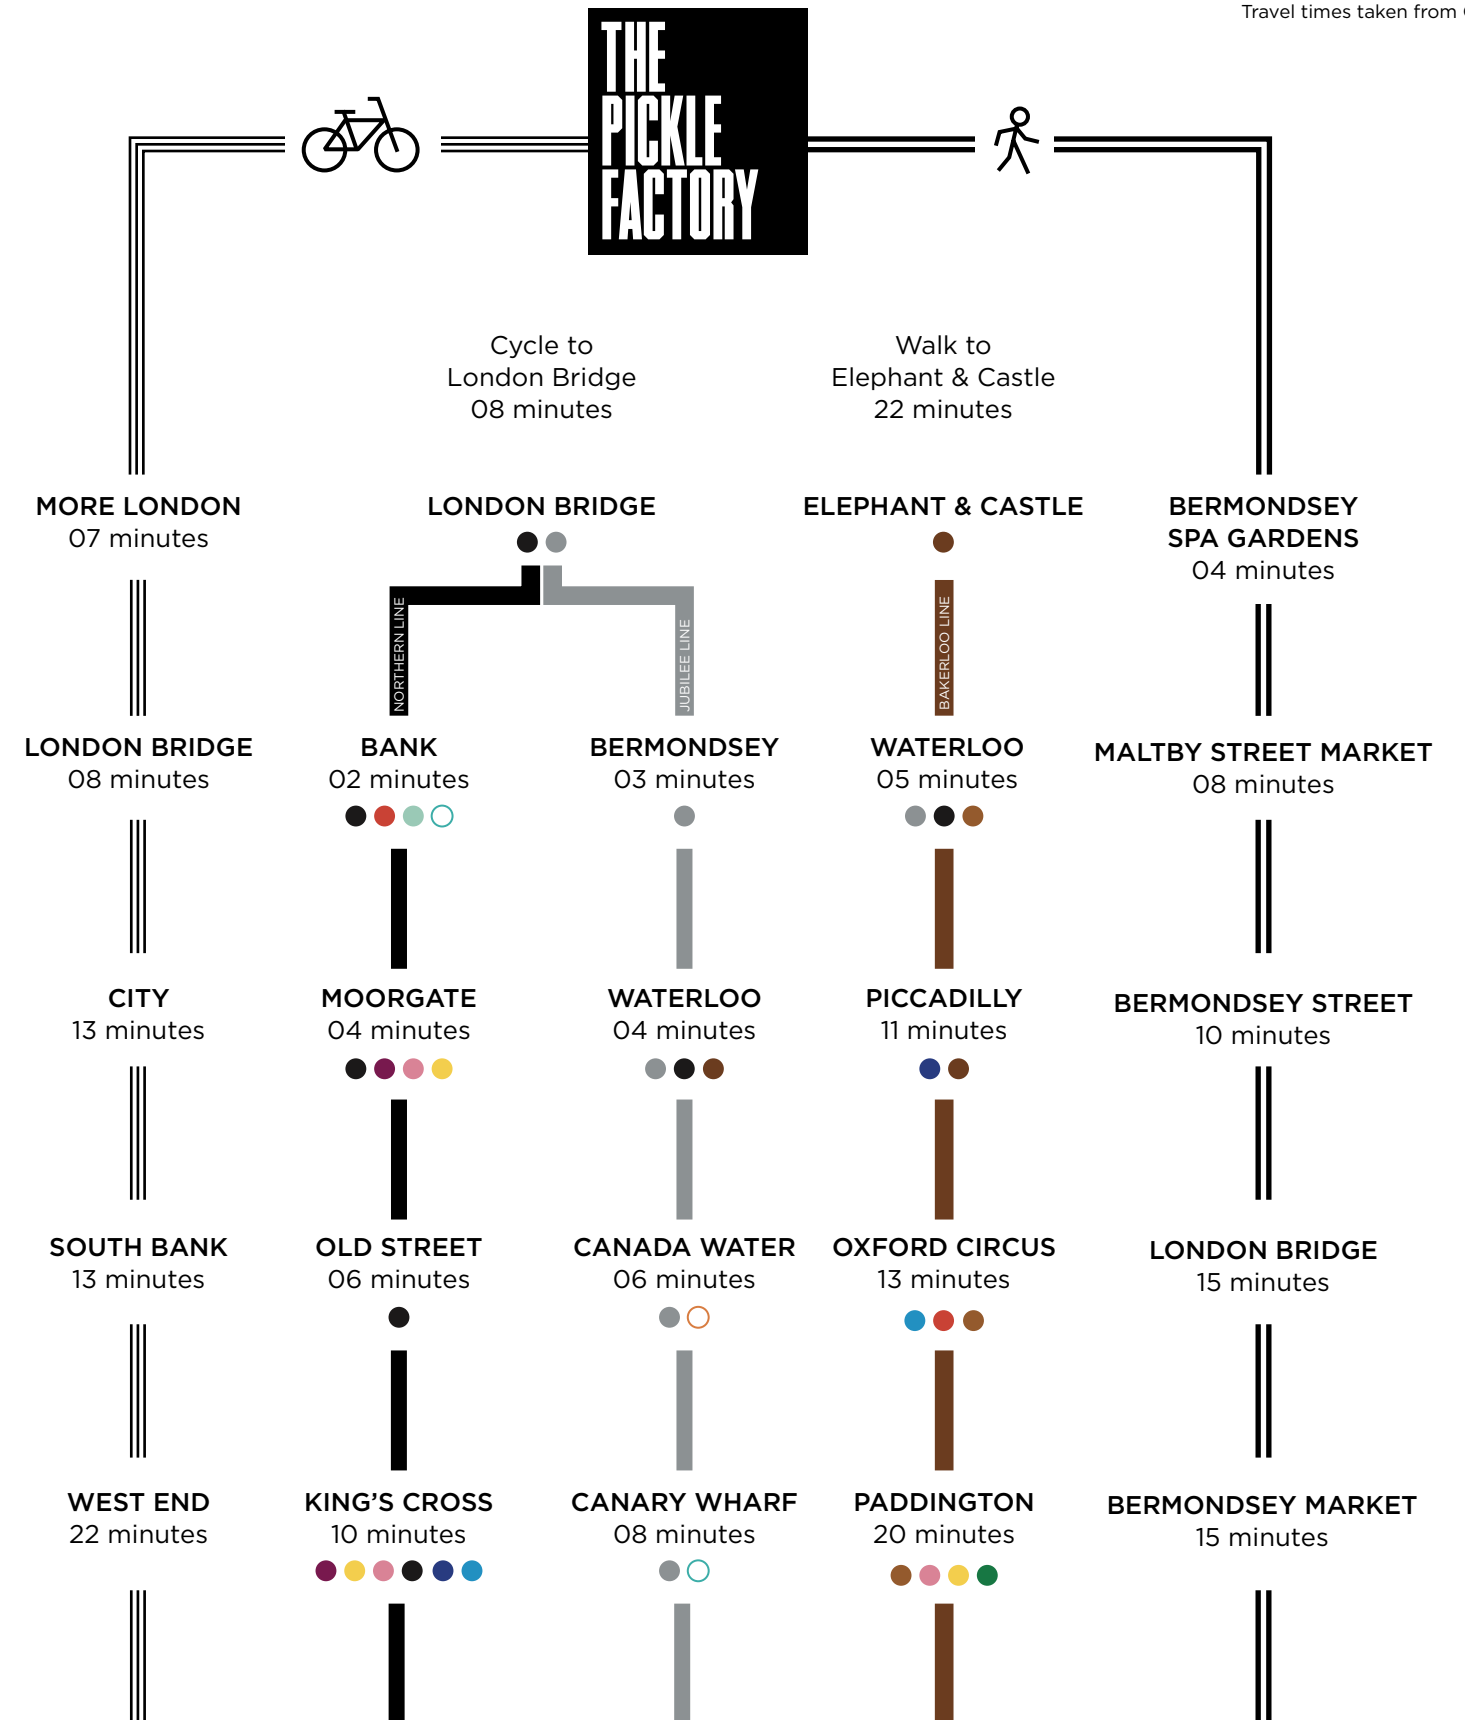 Travel times taken from
THE
PICKLE
FACTORY
Cycle to
London Bridge
08 minutes
Walk to
Elephant & Castle
22 minutes
MORE LONDON
07 minutes
LONDON BRIDGE
ELEPHANT & CASTLE
BERMONDSEY
SPA GARDENS
04 minutes
NORTHERN LINE
JUBILEE LINE
BAKERLOO LINE
LONDON BRIDGE
08 minutes
BANK
02 minutes
BERMONDSEY
03 minutes
WATERLOO
05 minutes
MALTBY STREET MARKET
08 minutes
CITY
13 minutes
MOORGATE
04 minutes
WATERLOO
04 minutes
PICCADILLY
11 minutes
BERMONDSEY STREET
10 minutes
SOUTH BANK
13 minutes
OLD STREET
06 minutes
CANADA WATER
06 minutes
OXFORD CIRCUS
13 minutes
LONDON BRIDGE
15 minutes
WEST END
22 minutes
KING'S CROSS
10 minutes
CANARY WHARF
08 minutes
PADDINGTON
20 minutes
BERMONDSEY MARKET
15 minutes